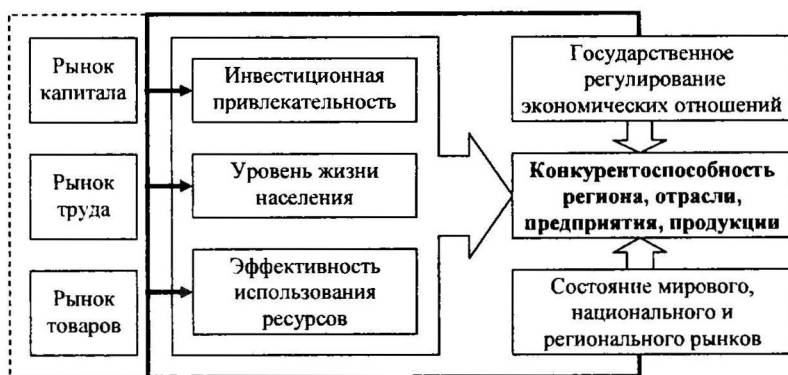 Рынок
капитала
Рынок
труда
Рынок
товаров
Инвестиционная
привлекательность
Уровень жизни
населения
Эффективность
использования
ресурсов
Государственное
регулирование
экономических отношений
Конкурентоспособность
региона, отрасли,
предприятия, продукции
Состояние мирового,
национального и
регионального рынков